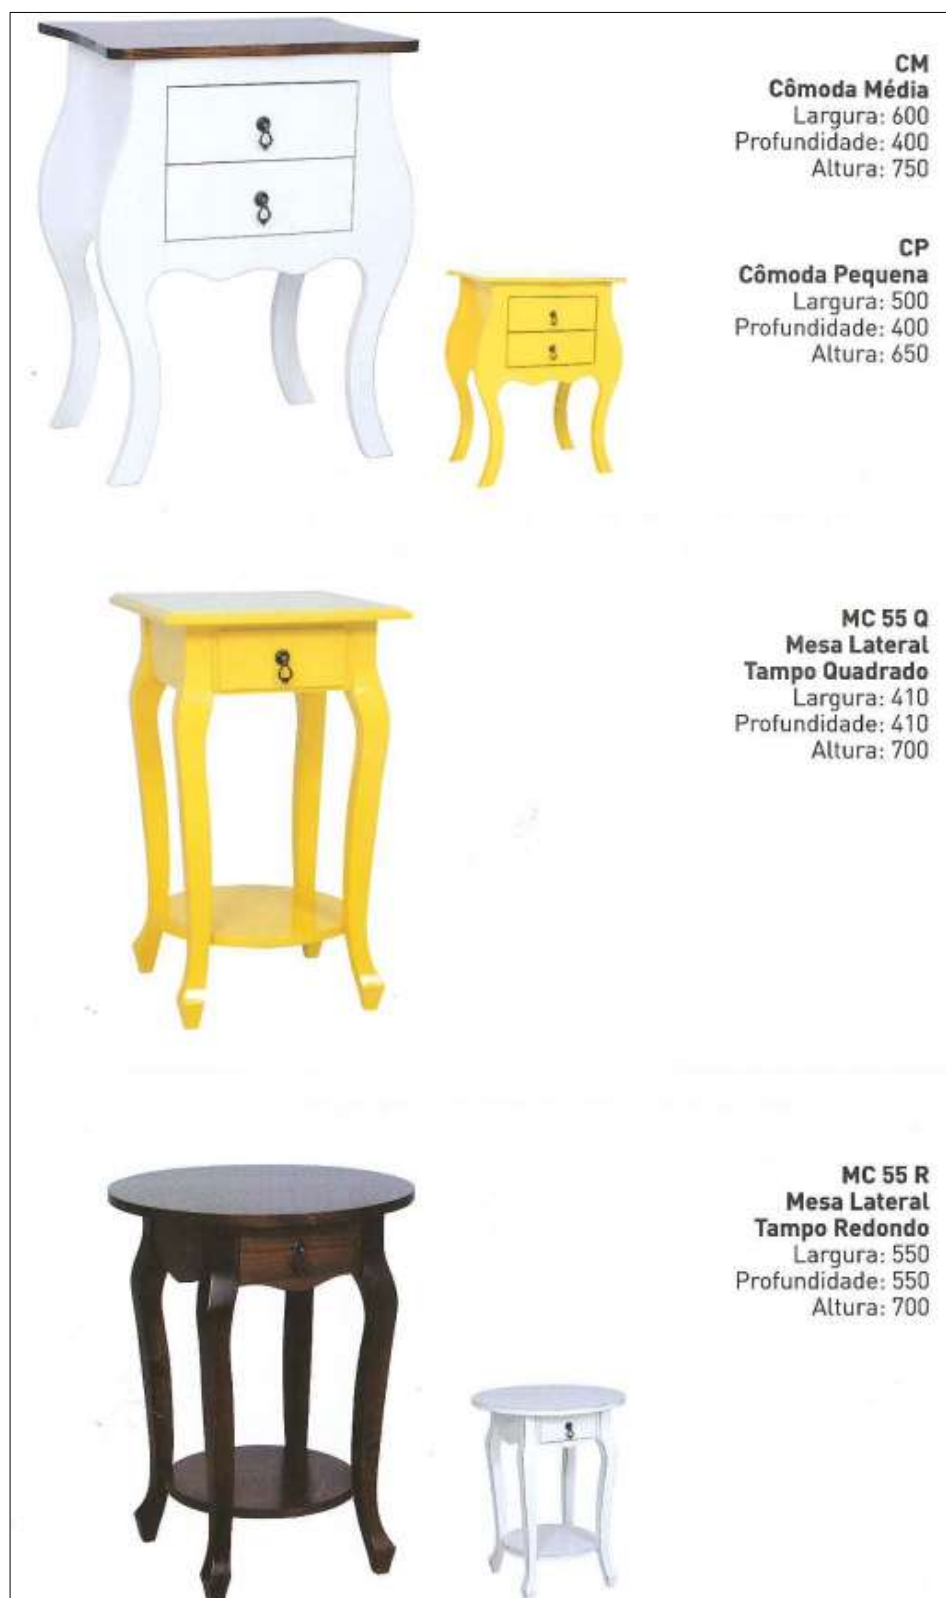 CM
Cômoda Média
Largura: 600
Profundidade: 400
Altura: 750
CP
Cômoda Pequena
Largura: 500
Profundidade: 400
Altura: 650
MC 55 Q
Mesa Lateral
Tampo Quadrado
Largura: 410
Profundidade: 410
Altura: 700
MC 55 R
Mesa Lateral
Tampo Redondo
Largura: 550
Profundidade: 550
Altura: 700